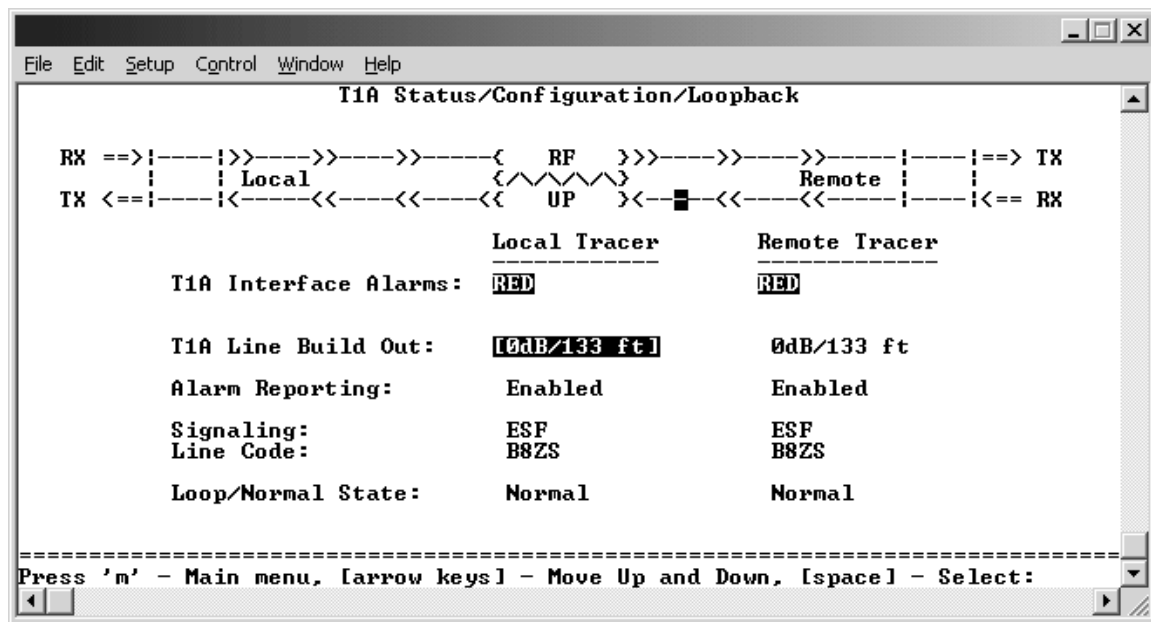 File Edit Setup Control Window Help
T1A Status/Configuration/Loopback
RX ==>¦----¦>>----->>---->>-----{ RF }>>>---->>---->>-----¦----¦==> TX
¦ ¦ Local {/\/\/\/\} Remote ¦ ¦
TX <==¦----¦<-----<<----<<----<{ UP }<--■--<<----<<-----¦----¦<== RX
Local Tracer Remote Tracer
------------ -------------
T1A Interface Alarms: RED RED
T1A Line Build Out: [0dB/133 ft] 0dB/133 ft
Alarm Reporting: Enabled Enabled
Signaling: ESF ESF
Line Code: B8ZS B8ZS
Loop/Normal State: Normal Normal
===============================================================================
Press 'm' - Main menu, [arrow keys] - Move Up and Down, [space] - Select: